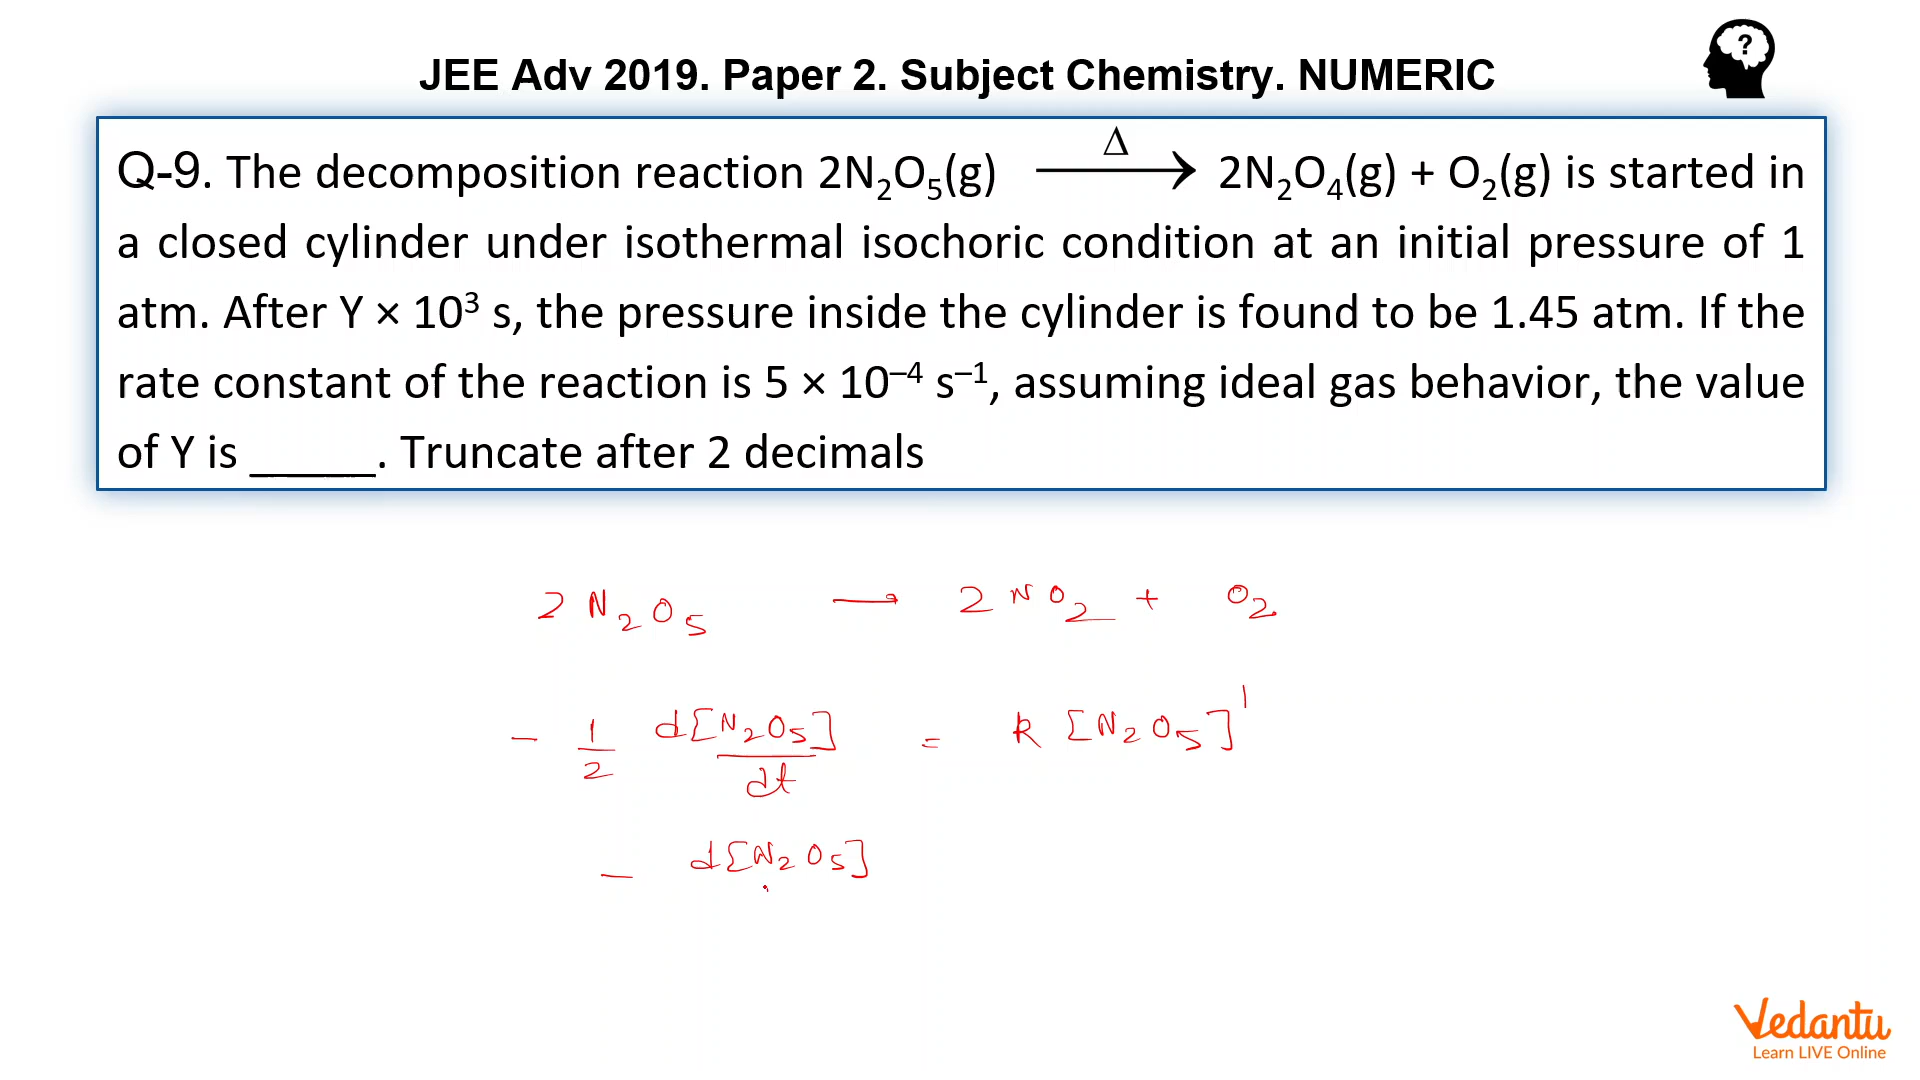 JEE Adv 2019. Paper 2. Subject Chemistry. NUMERIC
?
Δ
Q-9. The decomposition reaction 2N₂O₅(g) ⟶ 2N₂O₄(g) + O₂(g) is started in
a closed cylinder under isothermal isochoric condition at an initial pressure of 1
atm. After Y × 10³ s, the pressure inside the cylinder is found to be 1.45 atm. If the
rate constant of the reaction is 5 × 10⁻⁴ s⁻¹, assuming ideal gas behavior, the value
of Y is _____. Truncate after 2 decimals
2 N₂O₅ → 2 NO₂ + O₂
- 1/2 d[N₂O₅]/dt = k [N₂O₅]¹
- d[N₂O₅]
Vedantu
Learn LIVE Online